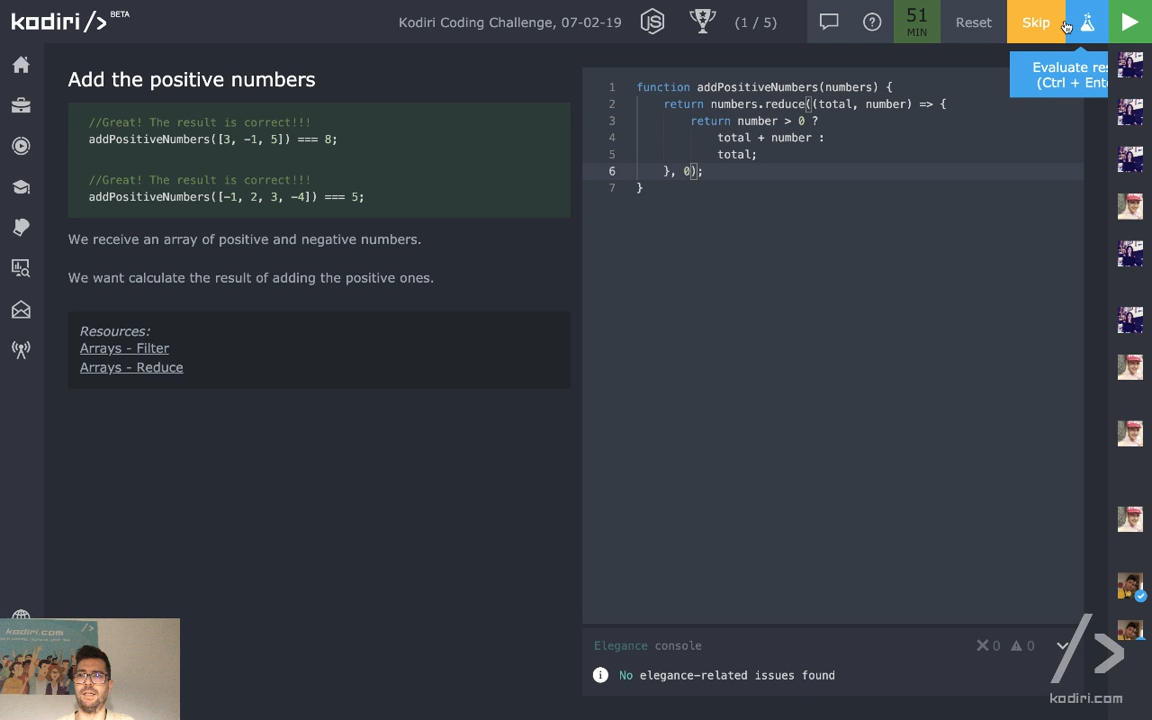 kodiri /> BETA
Kodiri Coding Challenge, 07-02-19
JS
(1 / 5)
51
MIN
Reset
Skip
Evaluate res
(Ctrl + Ente
Add the positive numbers
//Great! The result is correct!!!
addPositiveNumbers([3, -1, 5]) === 8;
//Great! The result is correct!!!
addPositiveNumbers([-1, 2, 3, -4]) === 5;
We receive an array of positive and negative numbers.
We want calculate the result of adding the positive ones.
Resources:
Arrays - Filter
Arrays - Reduce
1 function addPositiveNumbers(numbers) {
2 return numbers.reduce((total, number) => {
3 return number > 0 ?
4 total + number :
5 total;
6 }, 0);
7 }
Elegance console
0 0
No elegance-related issues found
kodiri.com />
/>
kodiri.com